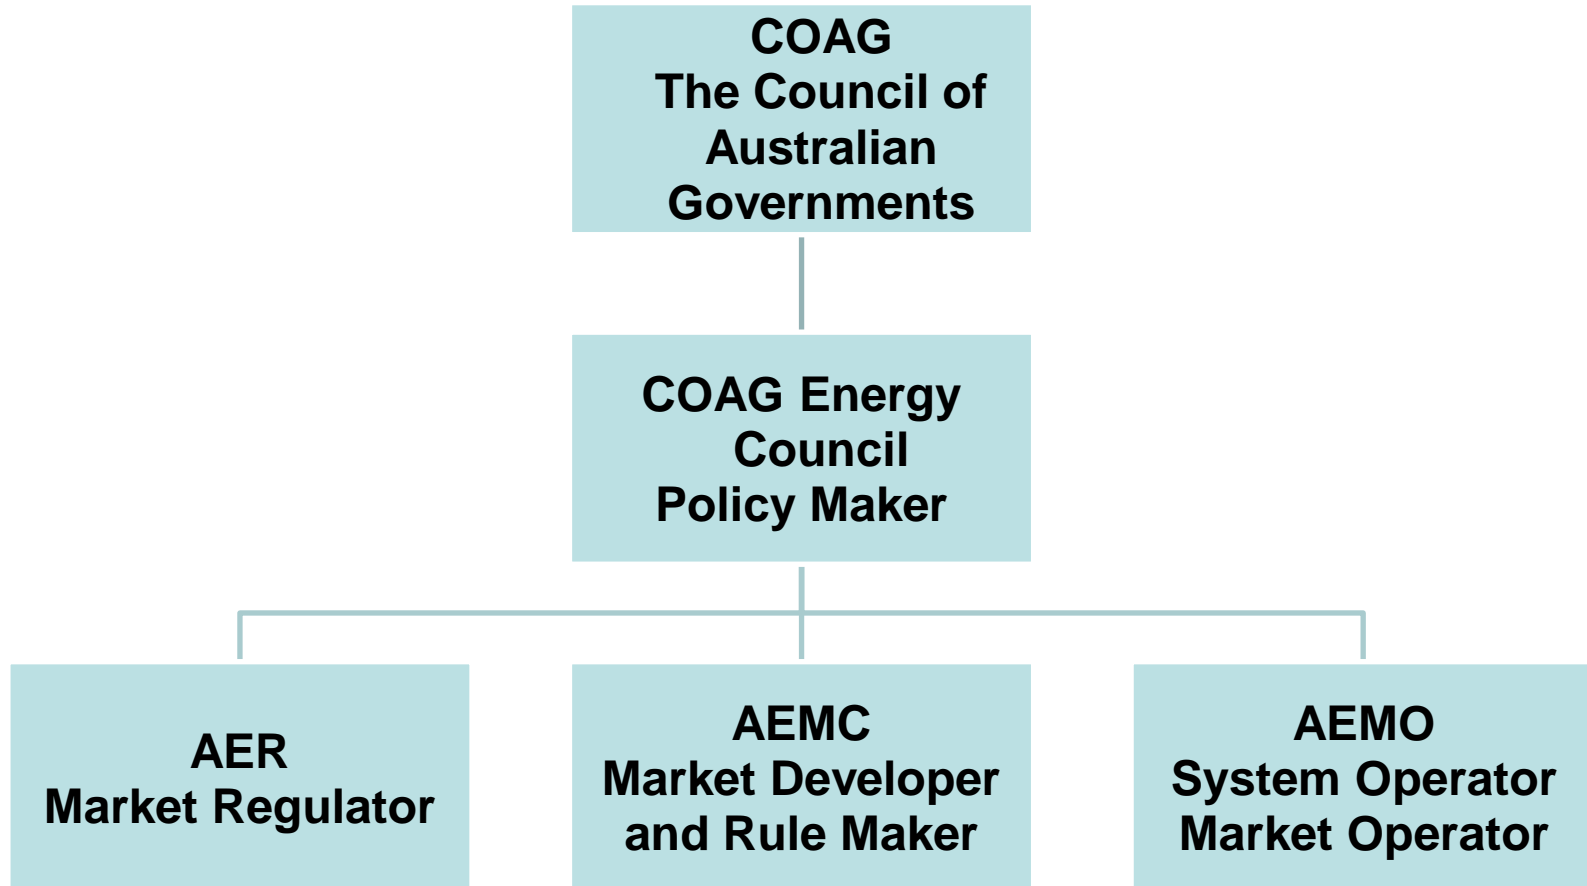 COAG
The Council of
Australian
Governments
COAG Energy
Council
Policy Maker
AER
Market Regulator
AEMC
Market Developer
and Rule Maker
AEMO
System Operator
Market Operator